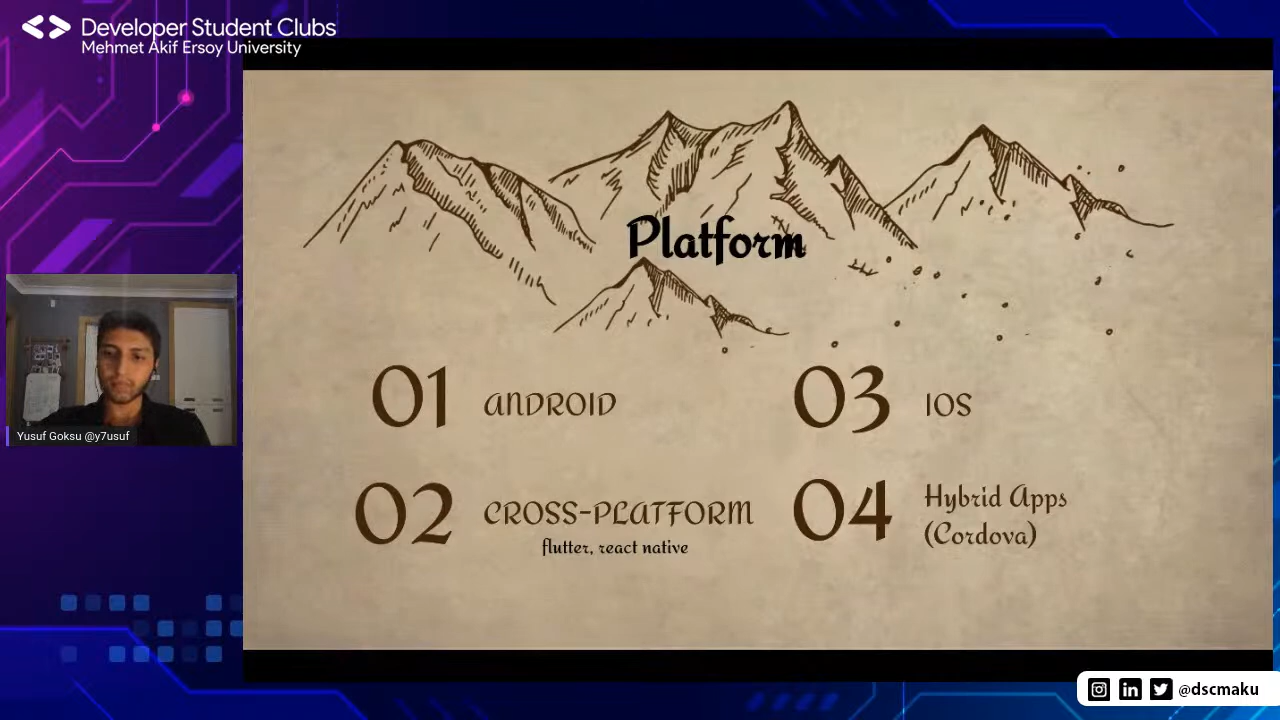 Developer Student Clubs
Mehmet Akif Ersoy University
Platform
01 ANDROID
03 IOS
02 CROSS-PLATFORM
flutter, react native
04 Hybrid Apps
(Cordova)
Yusuf Goksu @y7usuf
@dscmaku